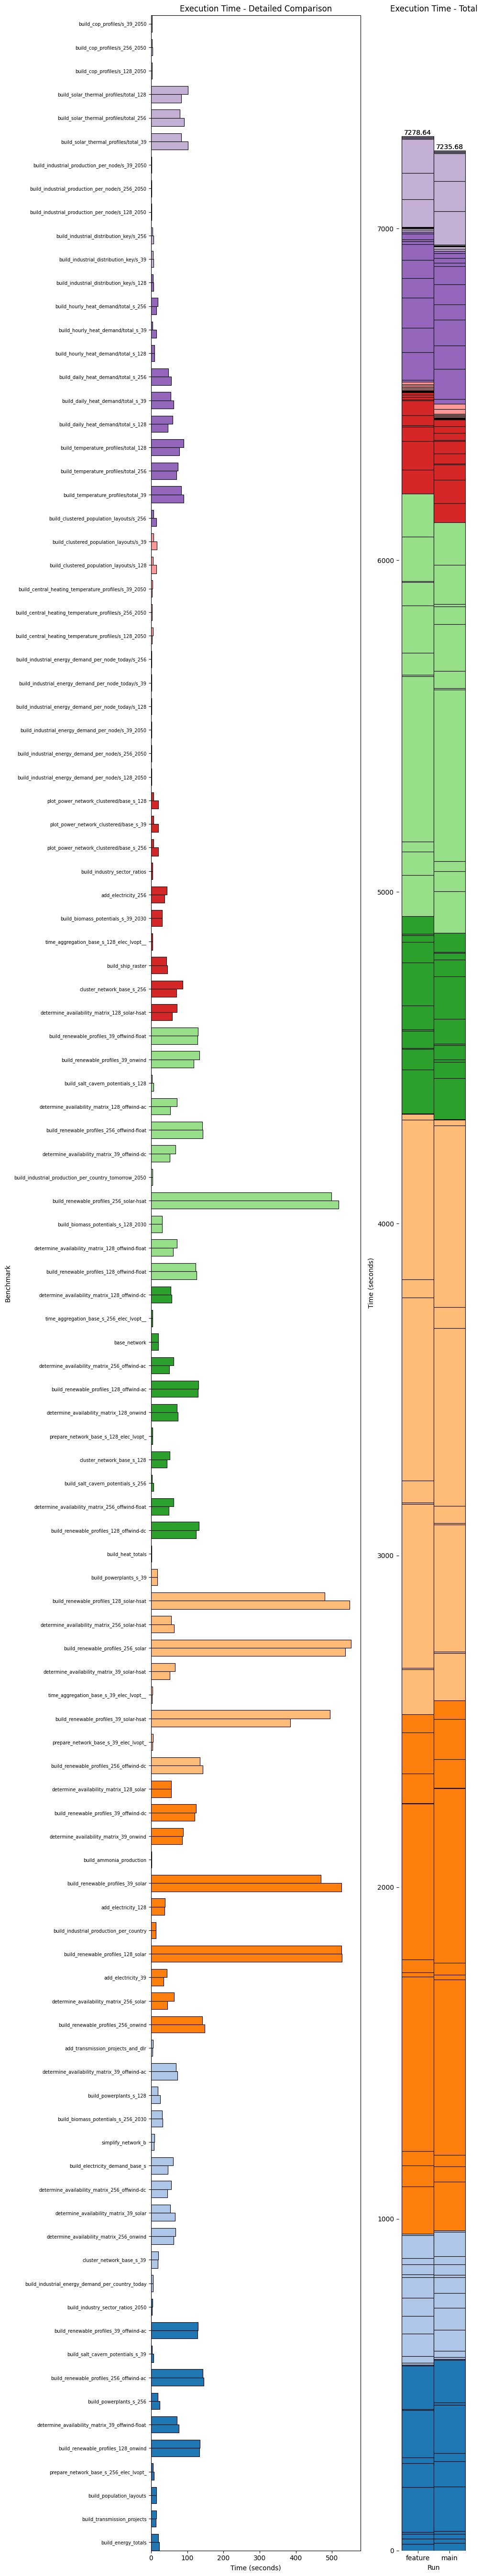 Execution Time - Detailed Comparison
Execution Time - Total
build_cop_profiles/s_39_2050
build_cop_profiles/s_256_2050
build_cop_profiles/s_128_2050
build_solar_thermal_profiles/total_128
build_solar_thermal_profiles/total_256
build_solar_thermal_profiles/total_39
build_industrial_production_per_node/s_39_2050
build_industrial_production_per_node/s_256_2050
build_industrial_production_per_node/s_128_2050
build_industrial_distribution_key/s_256
build_industrial_distribution_key/s_39
build_industrial_distribution_key/s_128
build_hourly_heat_demand/total_s_256
build_hourly_heat_demand/total_s_39
build_hourly_heat_demand/total_s_128
build_daily_heat_demand/total_s_256
build_daily_heat_demand/total_s_39
build_daily_heat_demand/total_s_128
build_temperature_profiles/total_128
build_temperature_profiles/total_256
build_temperature_profiles/total_39
build_clustered_population_layouts/s_256
build_clustered_population_layouts/s_39
build_clustered_population_layouts/s_128
build_central_heating_temperature_profiles/s_39_2050
build_central_heating_temperature_profiles/s_256_2050
build_central_heating_temperature_profiles/s_128_2050
build_industrial_energy_demand_per_node_today/s_256
build_industrial_energy_demand_per_node_today/s_39
build_industrial_energy_demand_per_node_today/s_128
build_industrial_energy_demand_per_node/s_39_2050
build_industrial_energy_demand_per_node/s_256_2050
build_industrial_energy_demand_per_node/s_128_2050
plot_power_network_clustered/base_s_128
plot_power_network_clustered/base_s_39
plot_power_network_clustered/base_s_256
build_industry_sector_ratios
add_electricity_256
build_biomass_potentials_s_39_2030
time_aggregation_base_s_128_elec_lvopt__
build_ship_raster
cluster_network_base_s_256
determine_availability_matrix_128_solar-hsat
build_renewable_profiles_39_offwind-float
build_renewable_profiles_39_onwind
build_salt_cavern_potentials_s_128
determine_availability_matrix_128_offwind-ac
build_renewable_profiles_256_offwind-float
determine_availability_matrix_39_offwind-dc
build_industrial_production_per_country_tomorrow_2050
build_renewable_profiles_256_solar-hsat
build_biomass_potentials_s_128_2030
determine_availability_matrix_128_offwind-float
build_renewable_profiles_128_offwind-float
determine_availability_matrix_128_offwind-dc
time_aggregation_base_s_256_elec_lvopt__
base_network
determine_availability_matrix_256_offwind-ac
build_renewable_profiles_128_offwind-ac
determine_availability_matrix_128_onwind
prepare_network_base_s_128_elec_lvopt_
cluster_network_base_s_128
build_salt_cavern_potentials_s_256
determine_availability_matrix_256_offwind-float
build_renewable_profiles_128_offwind-dc
build_heat_totals
build_powerplants_s_39
build_renewable_profiles_128_solar-hsat
determine_availability_matrix_256_solar-hsat
build_renewable_profiles_256_solar
determine_availability_matrix_39_solar-hsat
time_aggregation_base_s_39_elec_lvopt__
build_renewable_profiles_39_solar-hsat
prepare_network_base_s_39_elec_lvopt_
build_renewable_profiles_256_offwind-dc
determine_availability_matrix_128_solar
build_renewable_profiles_39_offwind-dc
determine_availability_matrix_39_onwind
build_ammonia_production
build_renewable_profiles_39_solar
add_electricity_128
build_industrial_production_per_country
build_renewable_profiles_128_solar
add_electricity_39
determine_availability_matrix_256_solar
build_renewable_profiles_256_onwind
add_transmission_projects_and_dlr
determine_availability_matrix_39_offwind-ac
build_powerplants_s_128
build_biomass_potentials_s_256_2030
simplify_network_b
build_electricity_demand_base_s
determine_availability_matrix_256_offwind-dc
determine_availability_matrix_39_solar
determine_availability_matrix_256_onwind
cluster_network_base_s_39
build_industrial_energy_demand_per_country_today
build_industry_sector_ratios_2050
build_renewable_profiles_39_offwind-ac
build_salt_cavern_potentials_s_39
build_renewable_profiles_256_offwind-ac
build_powerplants_s_256
determine_availability_matrix_39_offwind-float
build_renewable_profiles_128_onwind
prepare_network_base_s_256_elec_lvopt_
build_population_layouts
build_transmission_projects
build_energy_totals
Benchmark
0 100 200 300 400 500
Time (seconds)
7278.64
7235.68
7000
6000
5000
4000
3000
2000
1000
0
Time (seconds)
feature main
Run